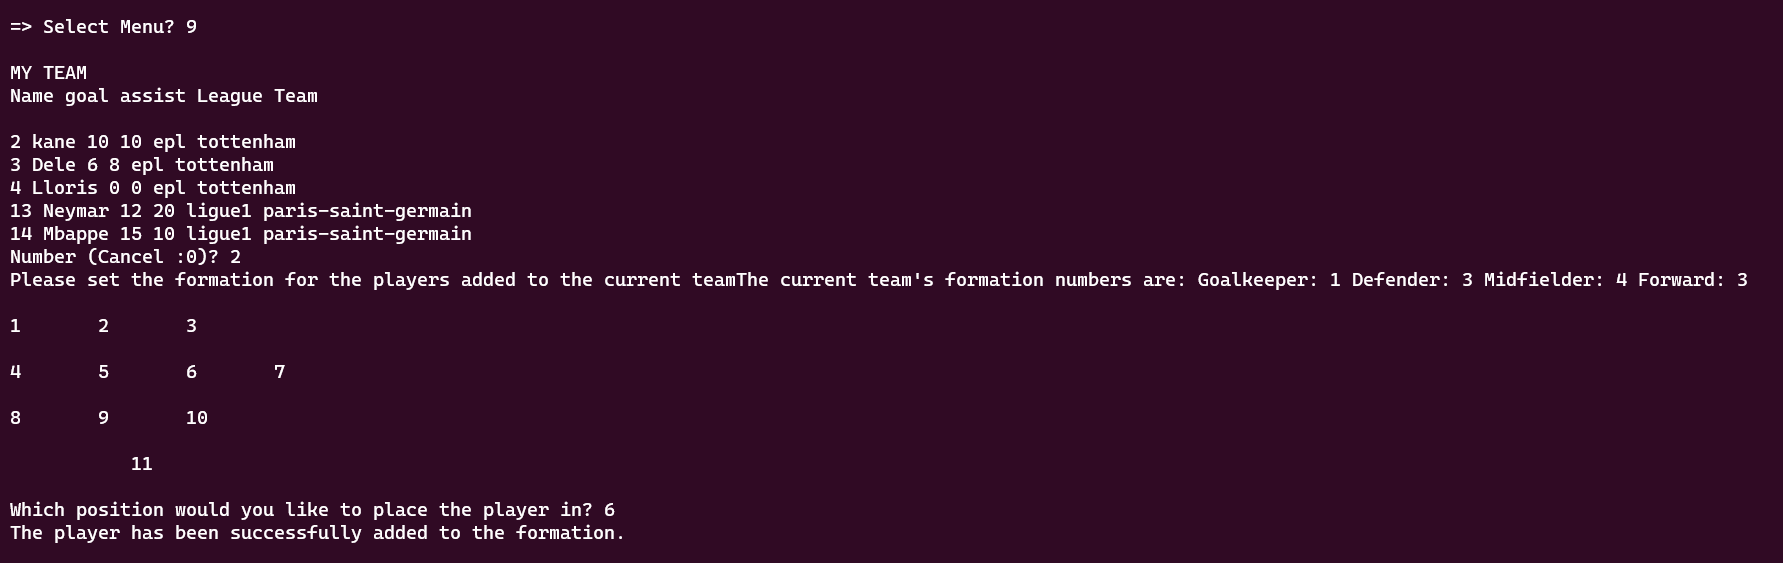 => Select Menu? 9
MY TEAM
Name goal assist League Team
2 kane 10 10 epl tottenham
3 Dele 6 8 epl tottenham
4 Lloris 0 0 epl tottenham
13 Neymar 12 20 ligue1 paris-saint-germain
14 Mbappe 15 10 ligue1 paris-saint-germain
Number (Cancel :0)? 2
Please set the formation for the players added to the current teamThe current team's formation numbers are: Goalkeeper: 1 Defender: 3 Midfielder: 4 Forward: 3
1 2 3
4 5 6 7
8 9 10
11
Which position would you like to place the player in? 6
The player has been successfully added to the formation.